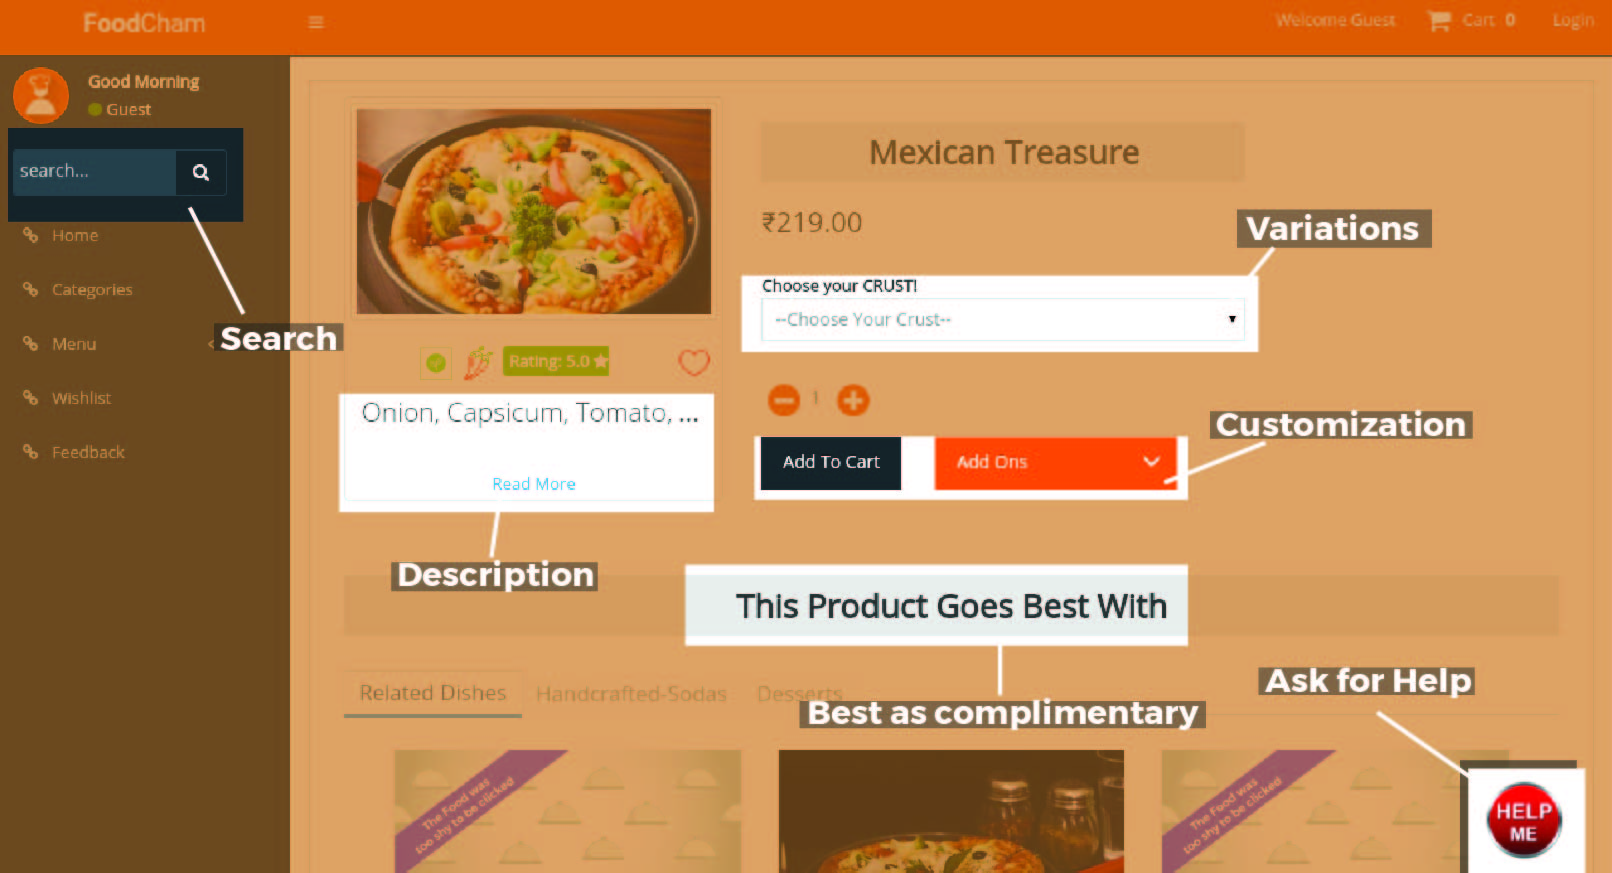 FoodCham
Welcome Guest
Cart 0
Login
Good Morning
Guest
search...
Home
Categories
Menu
Wishlist
Feedback
Search
Mexican Treasure
₹219.00
Variations
Choose your CRUST!
--Choose Your Crust--
Rating: 5.0
1
Onion, Capsicum, Tomato, ...
Read More
Description
Add To Cart
Add Ons
Customization
This Product Goes Best With
Related Dishes
Handcrafted-Sodas
Desserts
Best as complimentary
Ask for Help
The Food was
too shy to be clicked
The Food was
too shy to be clicked
HELP
ME